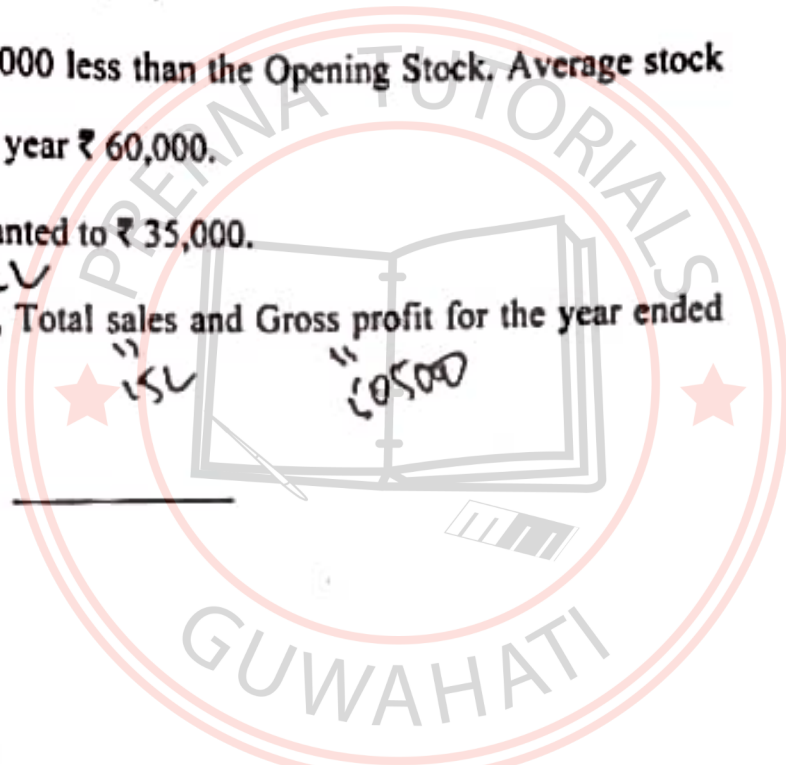 000 less than the Opening Stock. Average stock
year ₹ 60,000.
nted to ₹ 35,000.
Total sales and Gross profit for the year ended
" "
15L
PRERNA TUTORIALS
GUWAHATI